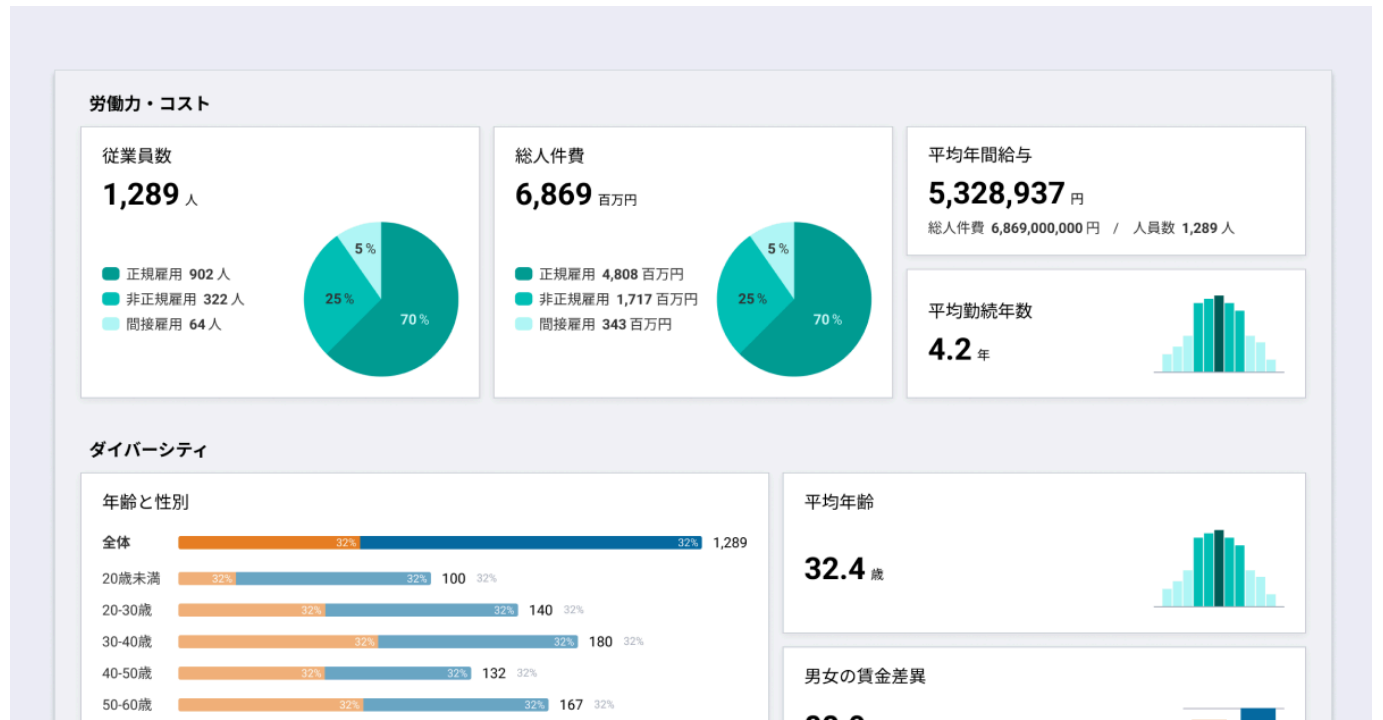 労働力・コスト
従業員数
1,289 人
正規雇用 902 人
非正規雇用 322 人
間接雇用 64 人
5 %
25 %
70 %
総人件費
6,869 百万円
正規雇用 4,808 百万円
非正規雇用 1,717 百万円
間接雇用 343 百万円
5 %
25 %
70 %
平均年間給与
5,328,937 円
総人件費 6,869,000,000 円 / 人員数 1,289 人
平均勤続年数
4.2 年
ダイバーシティ
年齢と性別
全体 32% 32% 1,289
20歳未満 32% 32% 100 32%
20-30歳 32% 32% 140 32%
30-40歳 32% 32% 180 32%
40-50歳 32% 32% 132 32%
50-60歳 32% 32% 167 32%
平均年齢
32.4 歳
男女の賃金差異